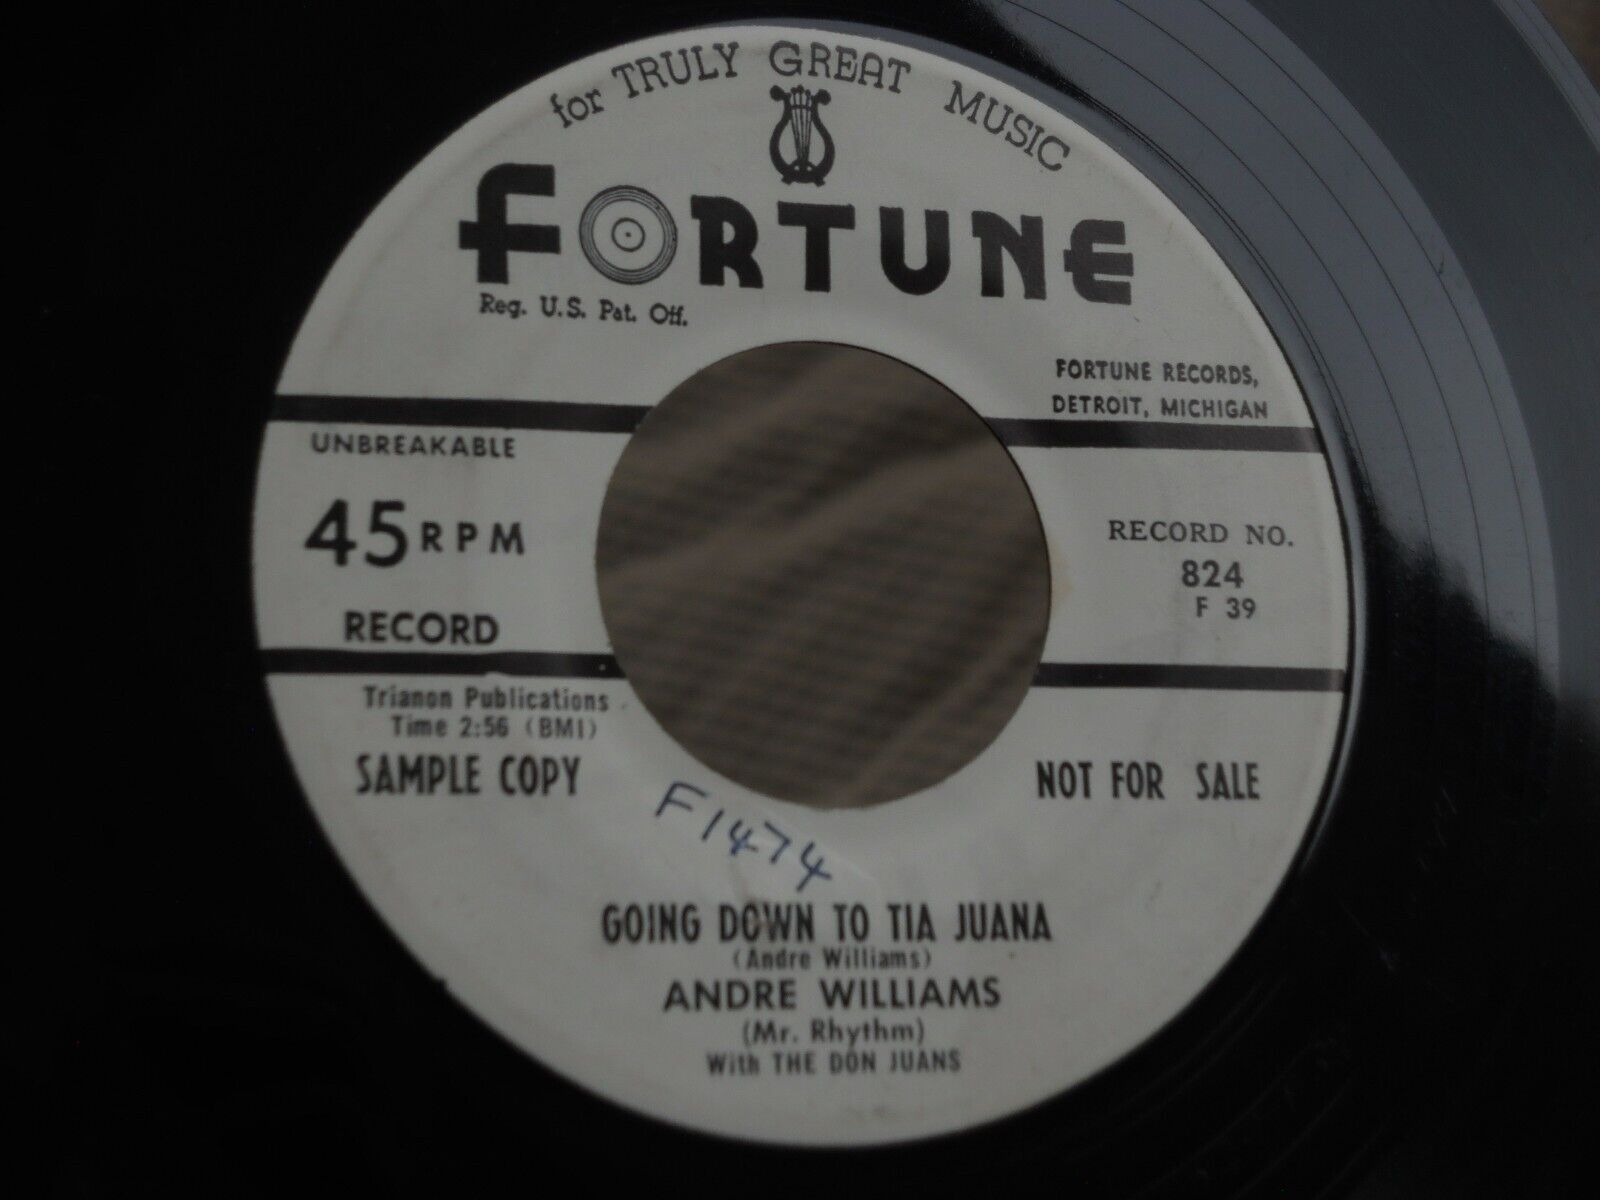 for TRULY GREAT MUSIC
FORTUNE
Reg. U.S. Pat. Off.
FORTUNE RECORDS,
DETROIT, MICHIGAN
UNBREAKABLE
45 RPM
RECORD
RECORD NO.
824
F 39
Trianon Publications
Time 2:56 (BMI)
SAMPLE COPY
NOT FOR SALE
F1474
GOING DOWN TO TIA JUANA
(Andre Williams)
ANDRE WILLIAMS
(Mr. Rhythm)
With THE DON JUANS